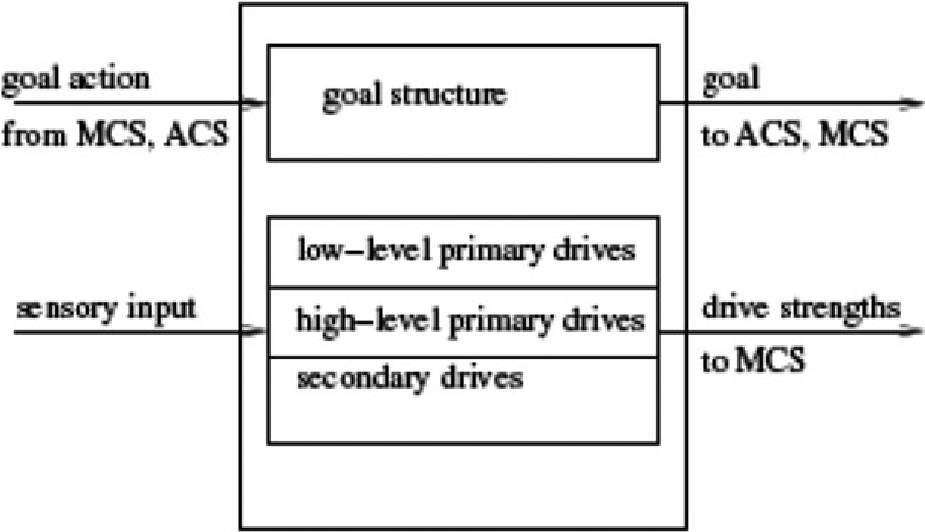 goal action
from MCS, ACS
goal structure
goal
to ACS, MCS
low−level primary drives
sensory input
high−level primary drives
drive strengths
to MCS
secondary drives